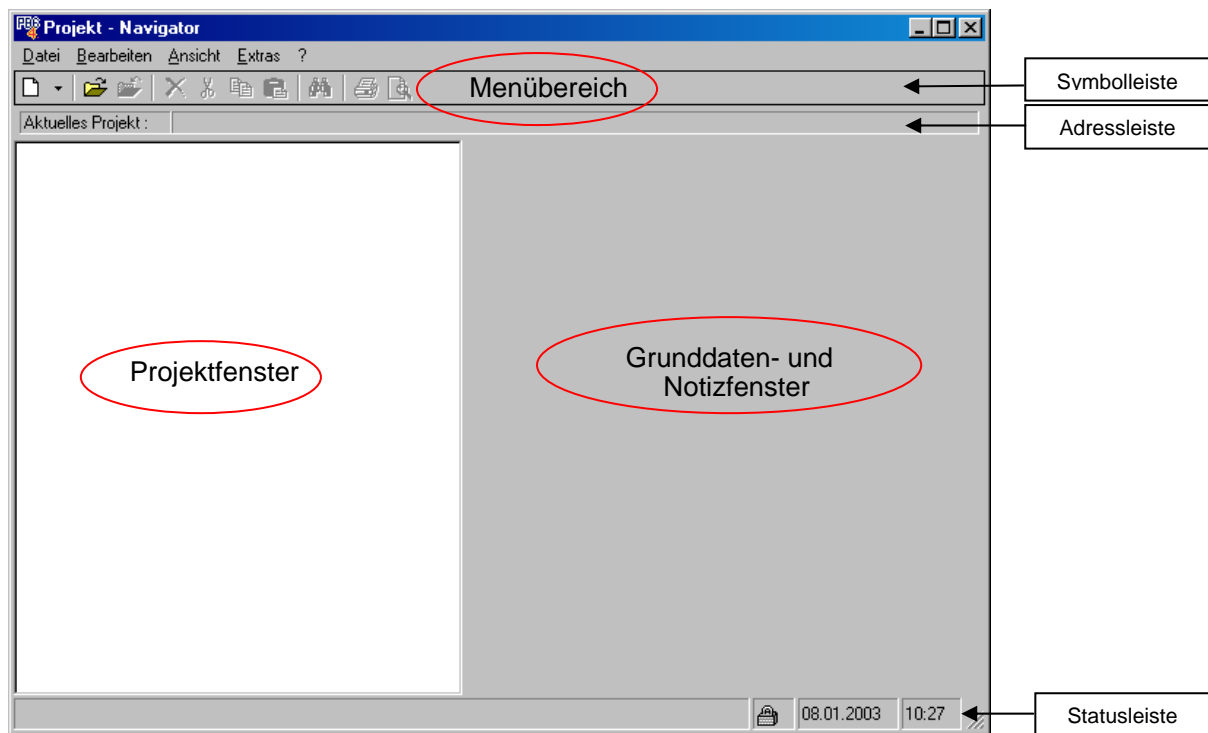 Projekt - Navigator
Datei Bearbeiten Ansicht Extras ?
Menübereich
Symbolleiste
Aktuelles Projekt :
Adressleiste
Projektfenster
Grunddaten- und
Notizfenster
08.01.2003 10:27
Statusleiste